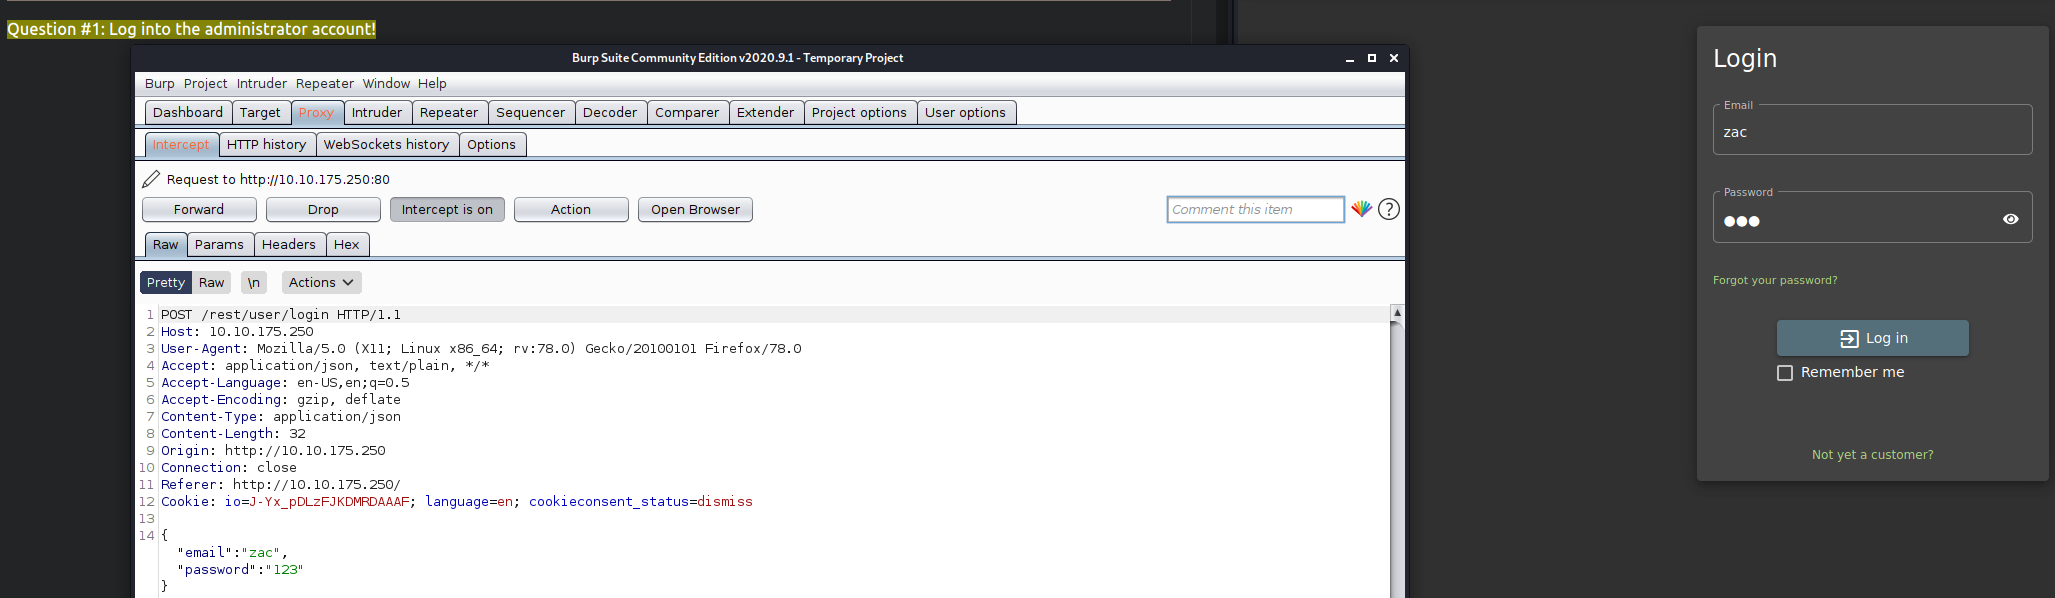 Question #1: Log into the administrator account!
Burp Suite Community Edition v2020.9.1 - Temporary Project
Burp Project Intruder Repeater Window Help
Dashboard Target Proxy Intruder Repeater Sequencer Decoder Comparer Extender Project options User options
Intercept HTTP history WebSockets history Options
Request to http://10.10.175.250:80
Forward Drop Intercept is on Action Open Browser Comment this item ?
Raw Params Headers Hex
Pretty Raw \n Actions
1 POST /rest/user/login HTTP/1.1
2 Host: 10.10.175.250
3 User-Agent: Mozilla/5.0 (X11; Linux x86_64; rv:78.0) Gecko/20100101 Firefox/78.0
4 Accept: application/json, text/plain, */*
5 Accept-Language: en-US,en;q=0.5
6 Accept-Encoding: gzip, deflate
7 Content-Type: application/json
8 Content-Length: 32
9 Origin: http://10.10.175.250
10 Connection: close
11 Referer: http://10.10.175.250/
12 Cookie: io=J-Yx_pDLzFJKDMRDAAAF; language=en; cookieconsent_status=dismiss
13
14 {
"email":"zac",
"password":"123"
}
Login
Email
zac
Password
●●●
Forgot your password?
Log in
Remember me
Not yet a customer?